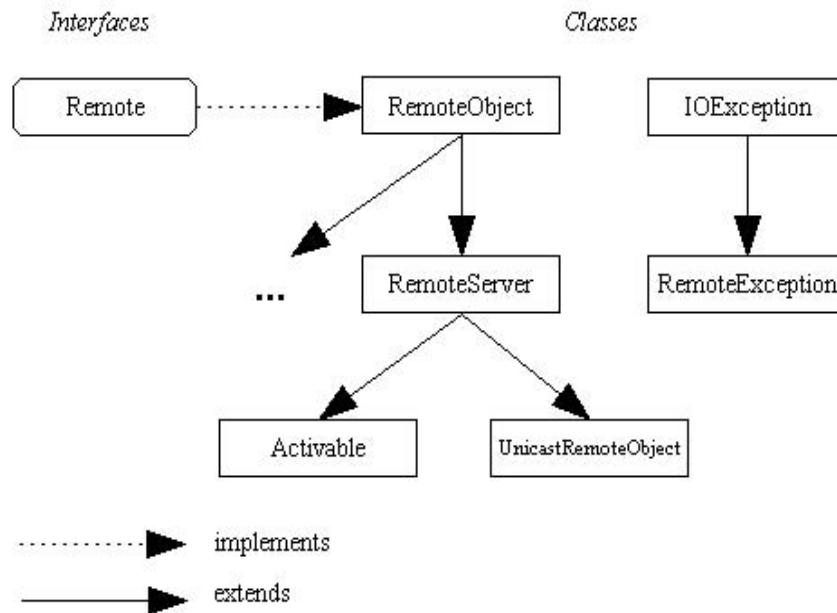 Interfaces
Classes
Remote
RemoteObject
IOException
...
RemoteServer
RemoteException
Activable
UnicastRemoteObject
implements
extends